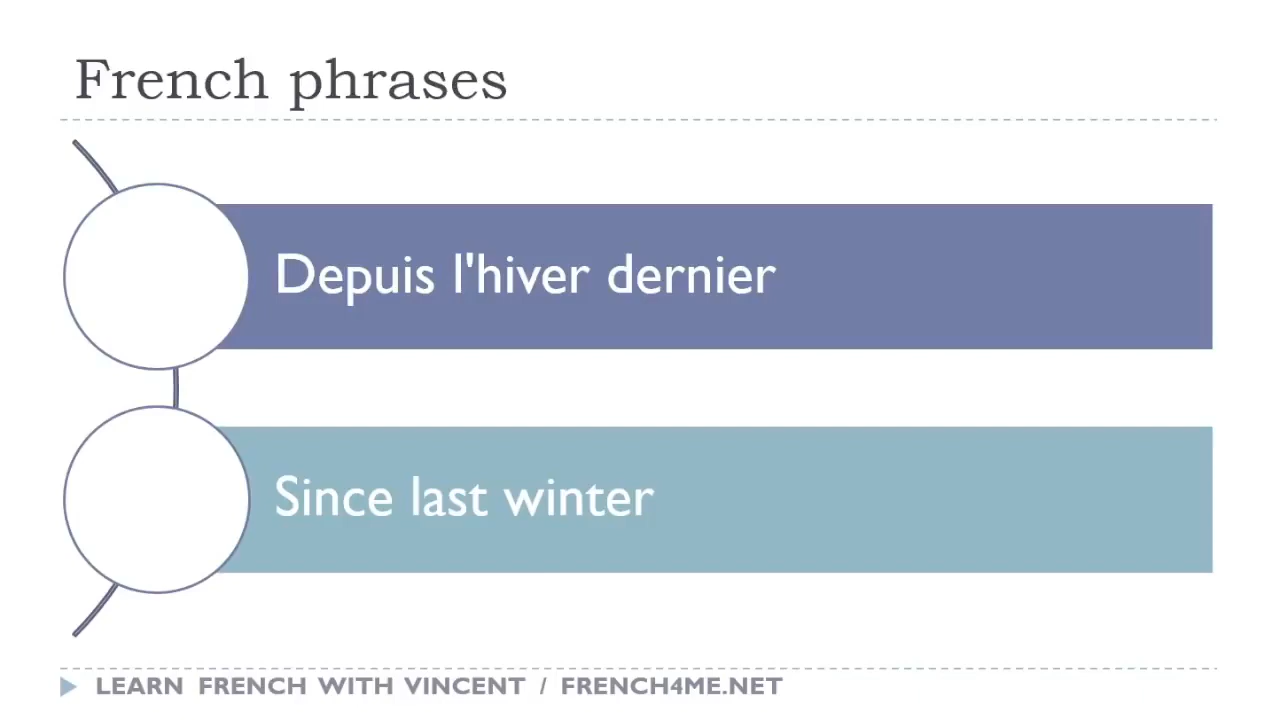 French phrases
Depuis l'hiver dernier
Since last winter
LEARN FRENCH WITH VINCENT / FRENCH4ME.NET